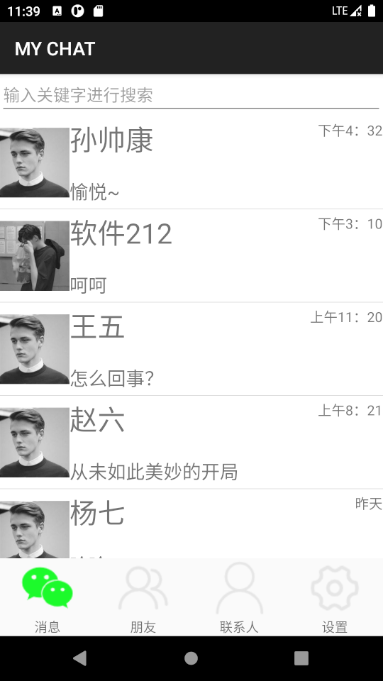 11:39
LTE
MY CHAT
输入关键字进行搜索
孙帅康
下午4：32
愉悦~
软件212
下午3：10
呵呵
王五
上午11：20
怎么回事?
赵六
上午8：21
从未如此美妙的开局
杨七
昨天
消息
朋友
联系人
设置